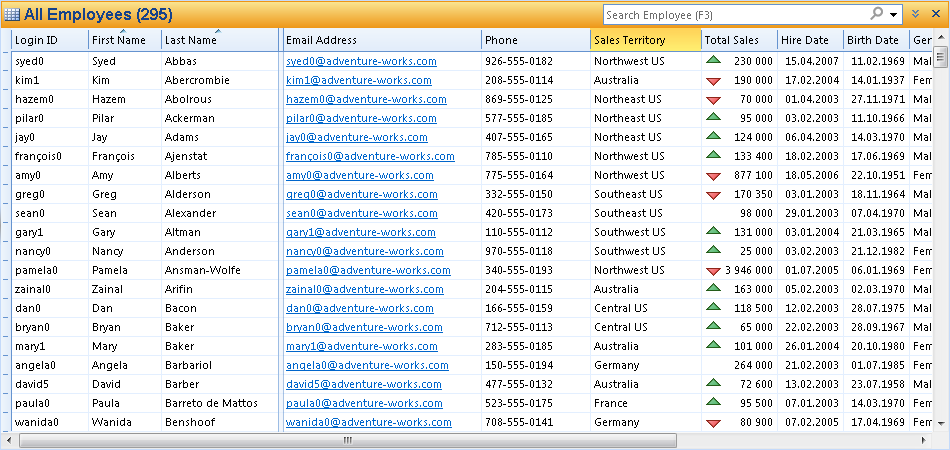 All Employees (295) Search Employee (F3)
Login ID First Name Last Name Email Address Phone Sales Territory Total Sales Hire Date Birth Date Gen
syed0 Syed Abbas syed0@adventure-works.com 926-555-0182 Northwest US 230 000 15.04.2007 11.02.1969 Mal
kim1 Kim Abercrombie kim1@adventure-works.com 208-555-0114 Australia 200 000 17.02.2004 14.01.1937 Fem
hazem0 Hazem Abolrous hazem0@adventure-works.com 869-555-0125 Northeast US 70 000 01.04.2003 27.11.1971 Mal
pilar0 Pilar Ackerman pilar0@adventure-works.com 577-555-0185 Southeast US 95 000 03.02.2003 11.10.1966 Mal
jay0 Jay Adams jay0@adventure-works.com 407-555-0165 Northeast US 124 000 06.04.2003 14.03.1970 Mal
françois0 François Ajenstat françois0@adventure-works.com 785-555-0110 Northwest US 133 400 18.02.2003 17.06.1969 Mal
amy0 Amy Alberts amy0@adventure-works.com 775-555-0164 Northwest US 877 100 18.05.2006 22.10.1951 Fem
greg0 Greg Alderson greg0@adventure-works.com 332-555-0150 Southeast US 170 350 03.01.2003 18.11.1964 Mal
sean0 Sean Alexander sean0@adventure-works.com 420-555-0173 Southeast US 98 000 29.01.2003 07.04.1970 Mal
gary1 Gary Altman gary1@adventure-works.com 110-555-0112 Southwest US 131 000 03.01.2004 21.03.1965 Mal
nancy0 Nancy Anderson nancy0@adventure-works.com 970-555-0118 Southwest US 25 000 03.02.2003 21.12.1982 Fem
pamela0 Pamela Ansman-Wolfe pamela0@adventure-works.com 340-555-0193 Northwest US 3 946 000 01.07.2005 06.01.1969 Fem
zainal0 Zainal Arifin zainal0@adventure-works.com 204-555-0115 Australia 163 000 05.02.2003 02.03.1970 Mal
dan0 Dan Bacon dan0@adventure-works.com 166-555-0159 Central US 118 500 12.02.2003 28.07.1975 Mal
bryan0 Bryan Baker bryan0@adventure-works.com 712-555-0113 Central US 65 000 22.02.2003 28.09.1967 Mal
mary1 Mary Baker mary1@adventure-works.com 283-555-0185 Australia 101 000 26.01.2004 20.10.1980 Fem
angela0 Angela Barbariol angela0@adventure-works.com 150-555-0194 Germany 264 000 21.02.2003 01.07.1985 Fem
david5 David Barber david5@adventure-works.com 477-555-0132 Australia 72 600 13.02.2003 23.07.1958 Mal
paula0 Paula Barreto de Mattos paula0@adventure-works.com 523-555-0175 France 95 500 07.01.2003 14.03.1970 Fem
wanida0 Wanida Benshoof wanida0@adventure-works.com 708-555-0141 Germany 80 900 07.02.2005 17.04.1969 Fem